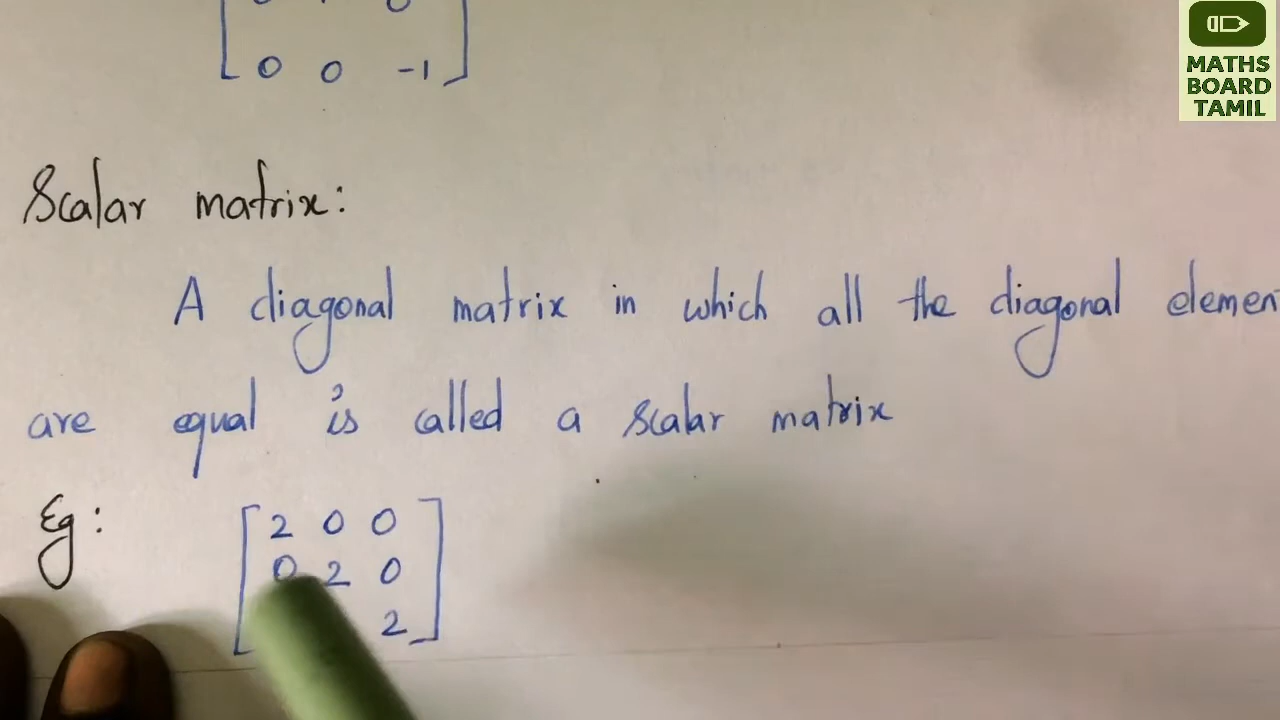 0 0 -1
MATHS
BOARD
TAMIL
Scalar matrix:
A diagonal matrix in which all the diagonal elemen
are equal is called a scalar matrix
Eg:
2 0 0
0 2 0
2